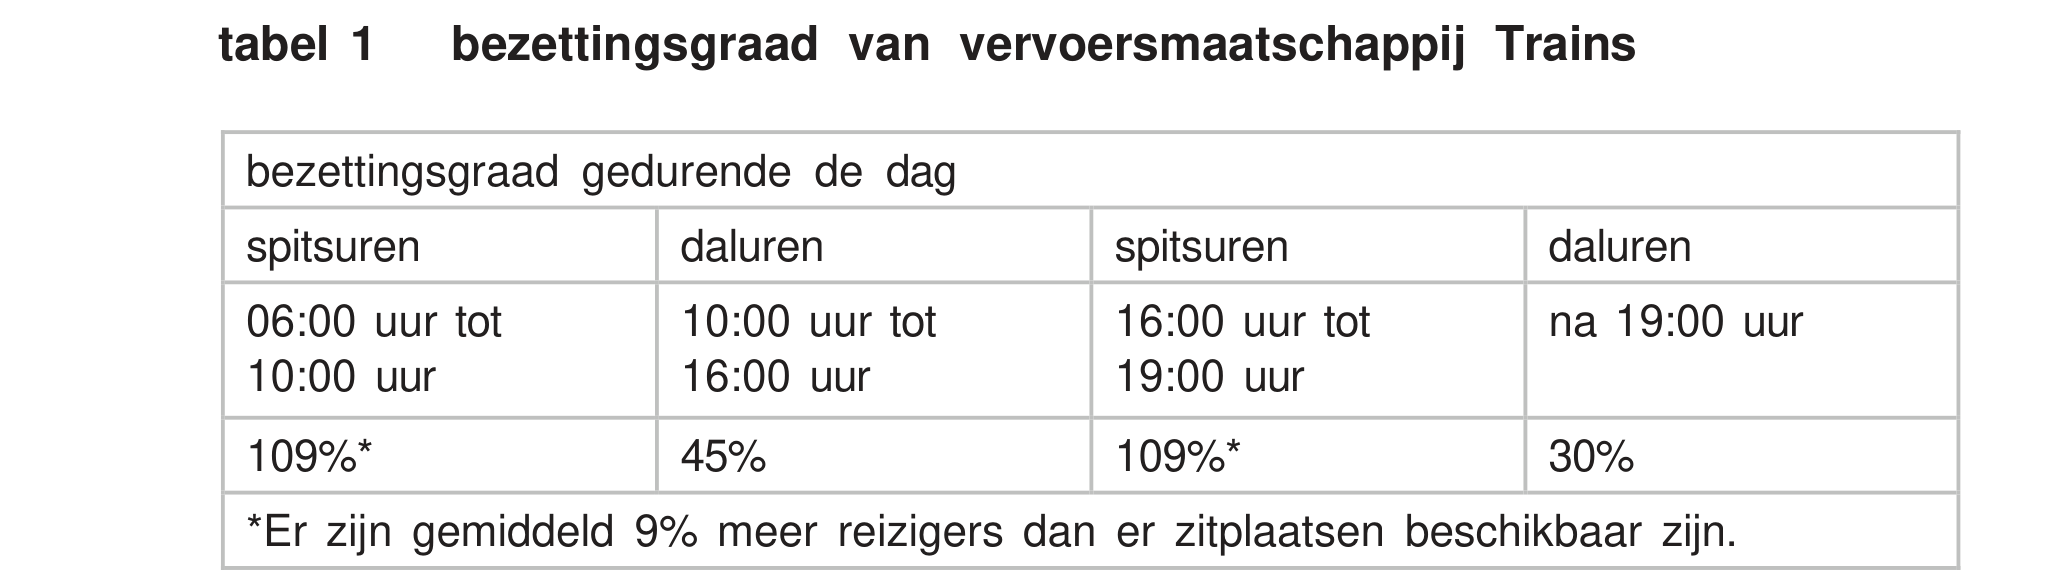 tabel 1 bezettingsgraad van vervoersmaatschappij Trains
bezettingsgraad gedurende de dag
spitsuren daluren spitsuren daluren
06:00 uur tot 10:00 uur tot 16:00 uur tot na 19:00 uur
10:00 uur 16:00 uur 19:00 uur
109%* 45% 109%* 30%
*Er zijn gemiddeld 9% meer reizigers dan er zitplaatsen beschikbaar zijn.